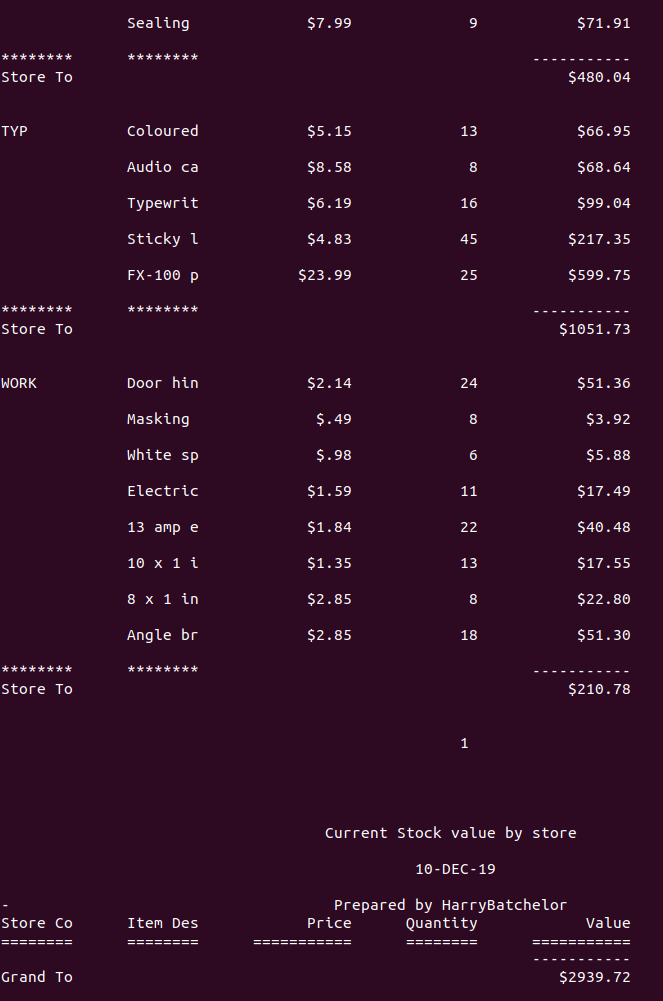 Sealing $7.99 9 $71.91
******** ******** -----------
Store To $480.04
TYP Coloured $5.15 13 $66.95
Audio ca $8.58 8 $68.64
Typewrit $6.19 16 $99.04
Sticky l $4.83 45 $217.35
FX-100 p $23.99 25 $599.75
******** ******** -----------
Store To $1051.73
WORK Door hin $2.14 24 $51.36
Masking $.49 8 $3.92
White sp $.98 6 $5.88
Electric $1.59 11 $17.49
13 amp e $1.84 22 $40.48
10 x 1 i $1.35 13 $17.55
8 x 1 in $2.85 8 $22.80
Angle br $2.85 18 $51.30
******** ******** -----------
Store To $210.78
1
Current Stock value by store
10-DEC-19
- Prepared by HarryBatchelor
Store Co Item Des Price Quantity Value
======== ======== =========== ======== ===========
-----------
Grand To $2939.72